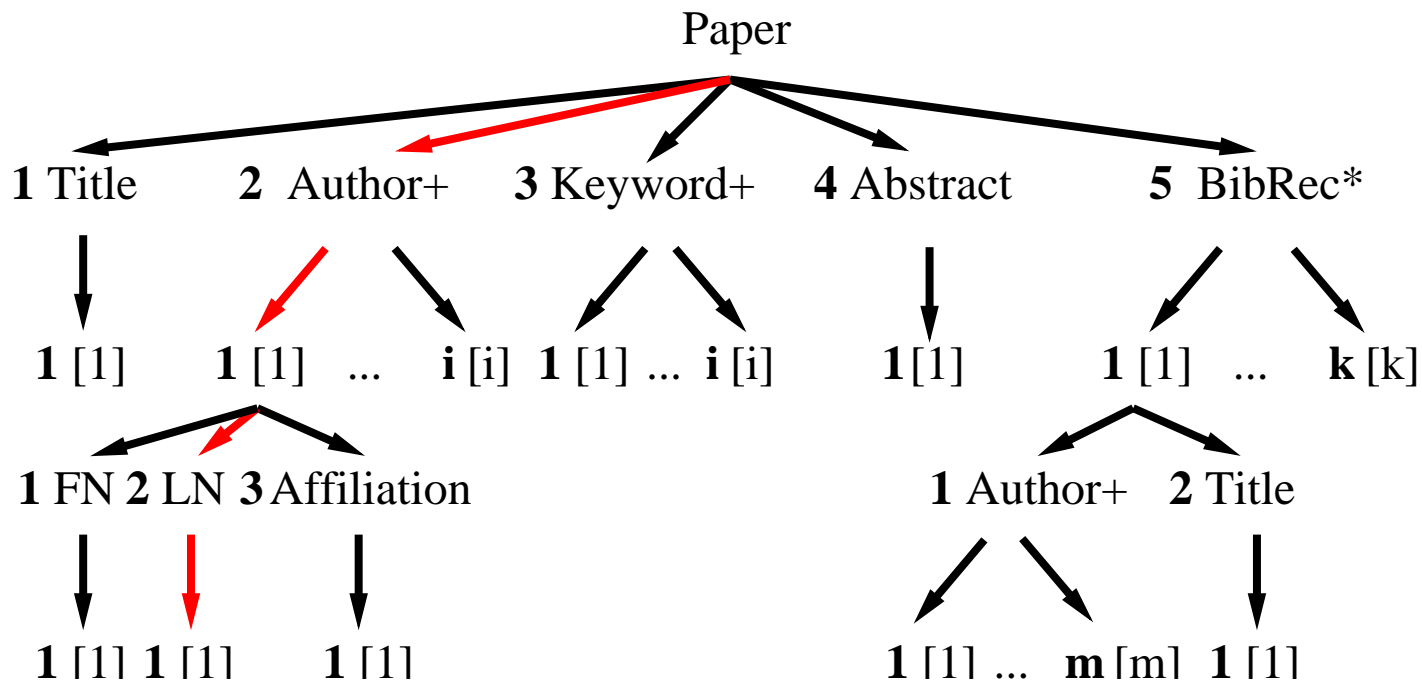 Paper
1 Title 2 Author+ 3 Keyword+ 4 Abstract 5 BibRec*
1 [1] 1 [1] ... i [i] 1 [1] ... i [i] 1[1] 1 [1] ... k [k]
1 FN 2 LN 3 Affiliation 1 Author+ 2 Title
1 [1] 1 [1] 1 [1] 1 [1] ... m [m] 1 [1]